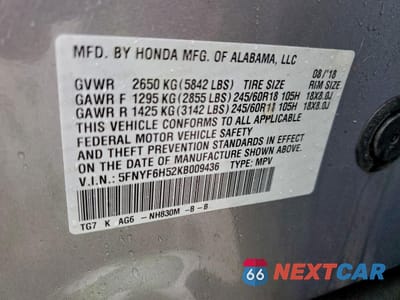 MFD. BY HONDA MFG. OF ALABAMA, LLC
08/'18
GVWR 2650 KG(5842 LBS) TIRE SIZE RIM SIZE
GAWR F 1295 KG(2855 LBS) 245/60R18 105H 18X8.0J
GAWR R 1425 KG(3142 LBS) 245/60R18 105H 18X8.0J
THIS VEHICLE CONFORMS TO ALL APPLICABLE
FEDERAL MOTOR VEHICLE SAFETY AND
THEFT PREVENTION STANDARDS IN EFFECT ON THE
DATE OF MANUFACTURE SHOWN ABOVE.
V.I.N.: 5FNYF6H52KB009436 TYPE: MPV
TG7 K AG6 -NH830M -B -B
66 NEXTCAR